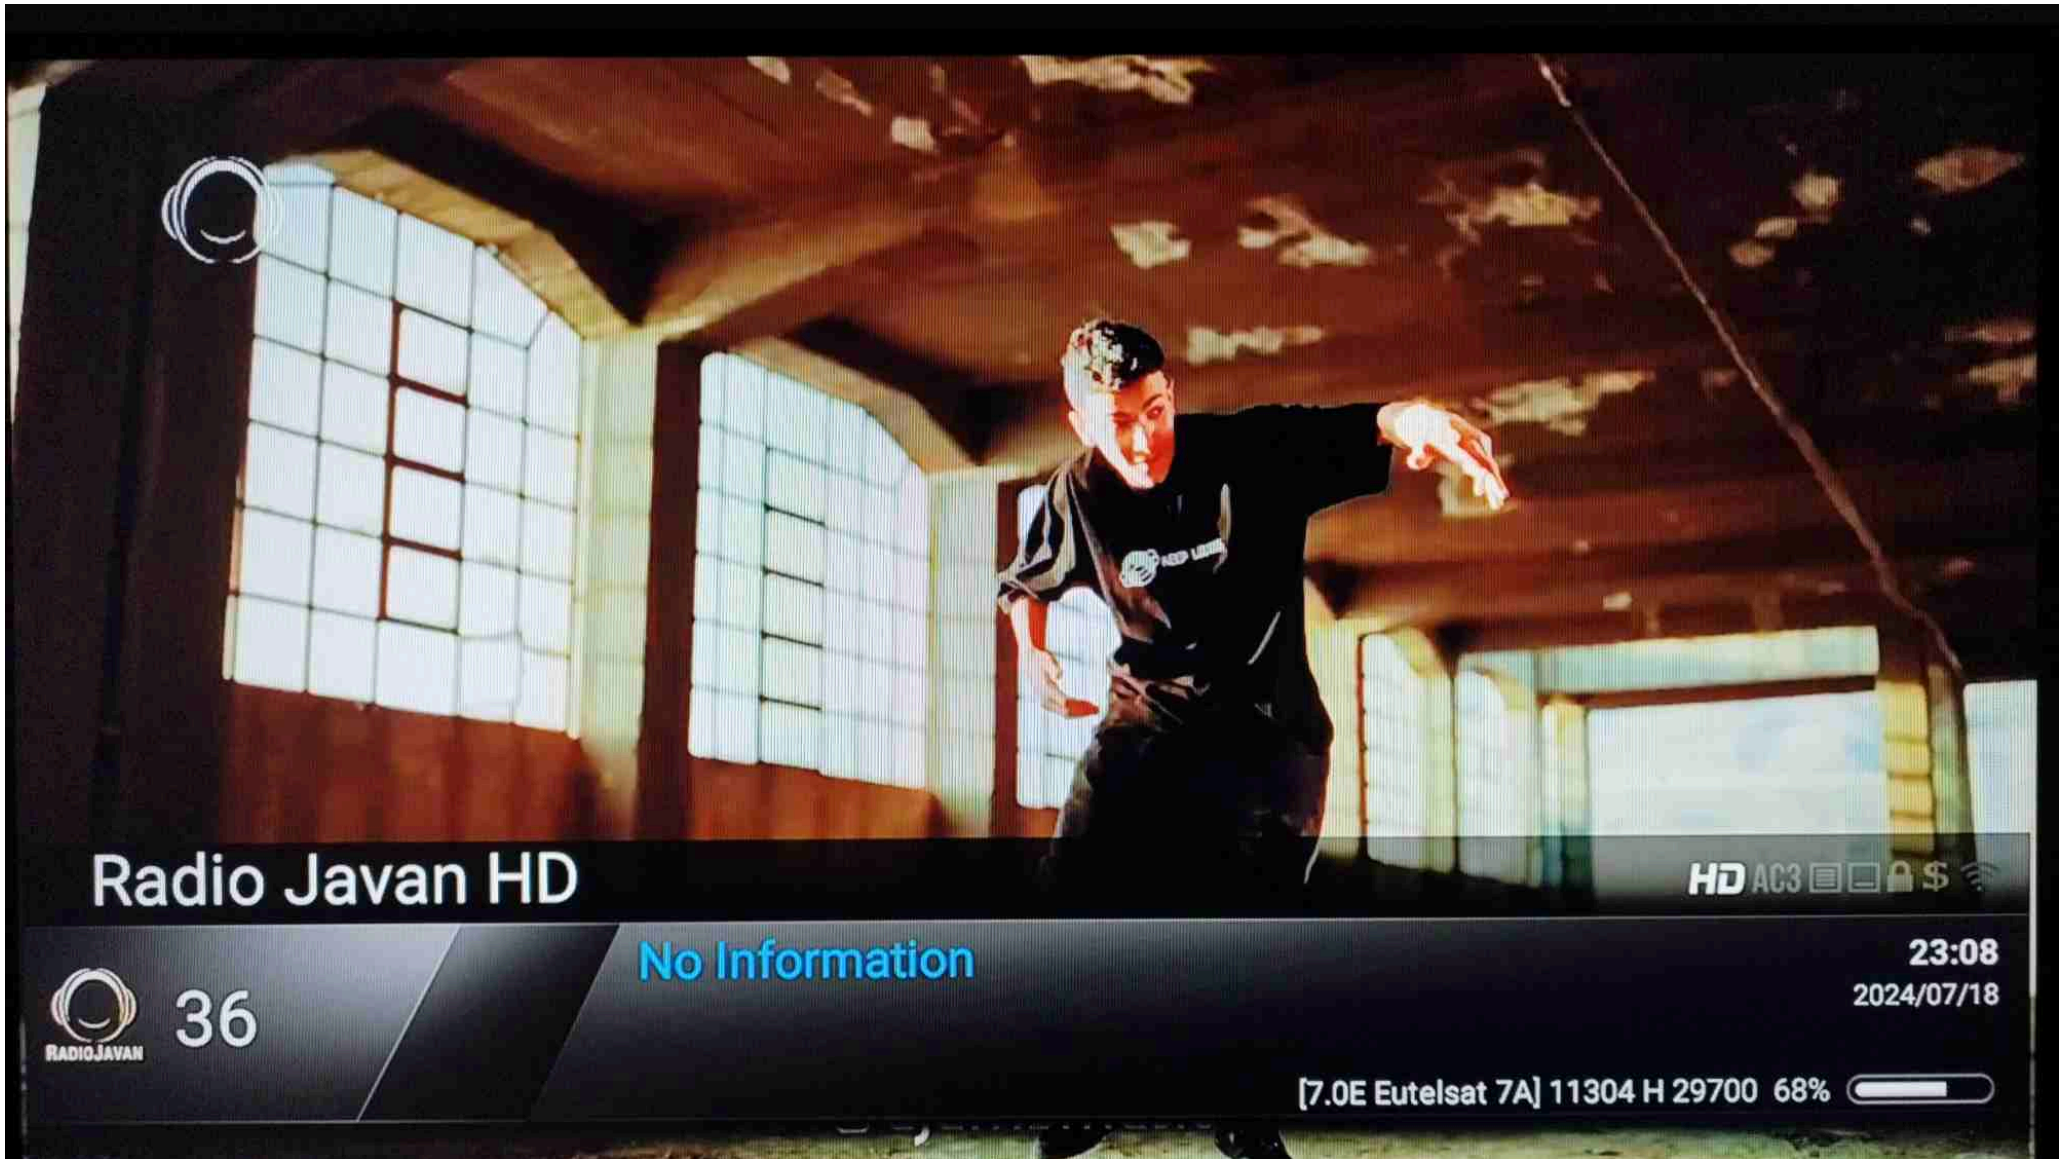 Radio Javan HD
HD AC3 $
No Information
23:08
2024/07/18
RADIOJAVAN
36
[7.0E Eutelsat 7A] 11304 H 29700 68%